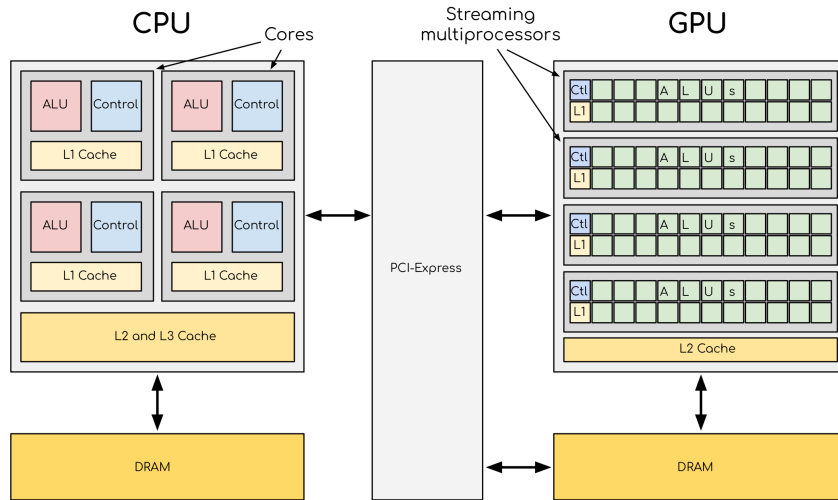 CPU
Cores
Streaming
multiprocessors
GPU
ALU
Control
L1 Cache
ALU
Control
L1 Cache
ALU
Control
L1 Cache
ALU
Control
L1 Cache
L2 and L3 Cache
DRAM
PCI-Express
Ctl A L U s
L1
Ctl A L U s
L1
Ctl A L U s
L1
Ctl A L U s
L1
L2 Cache
DRAM